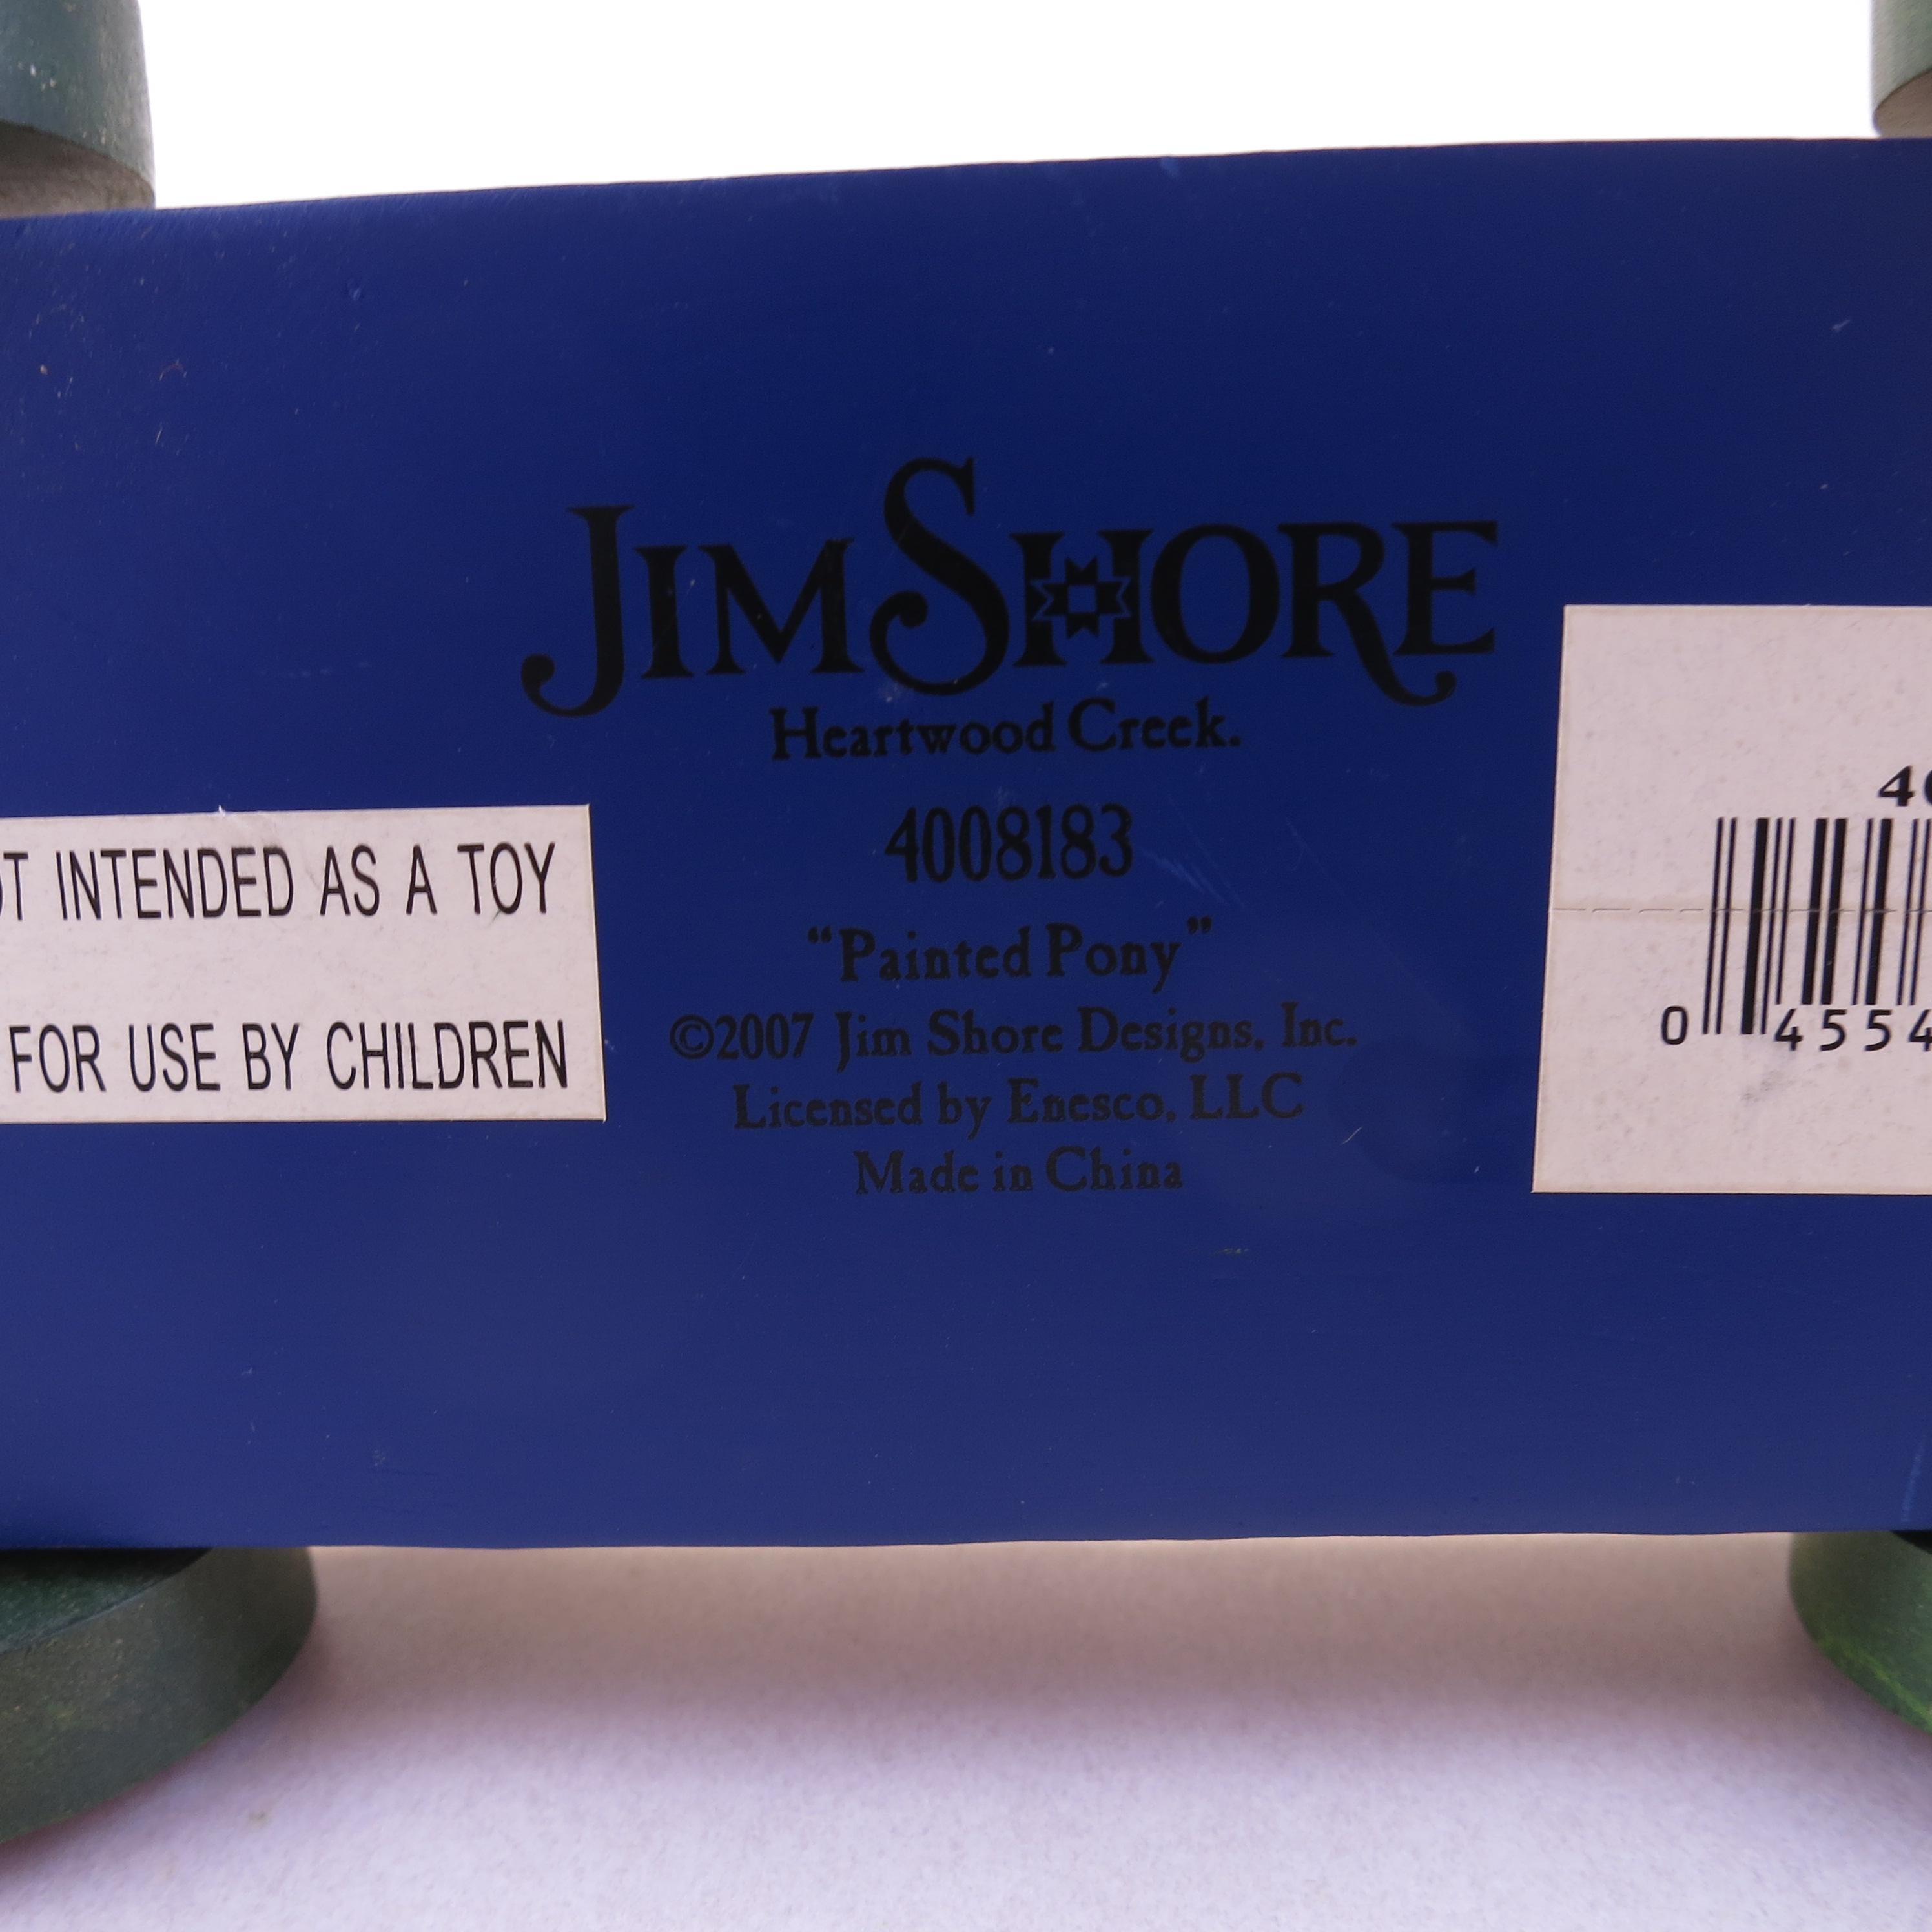 JIM SHORE
Heartwood Creek.
4008183
"Painted Pony"
©2007 Jim Shore Designs, Inc.
Licensed by Enesco, LLC
Made in China
INTENDED AS A TOY
FOR USE BY CHILDREN
0 4554